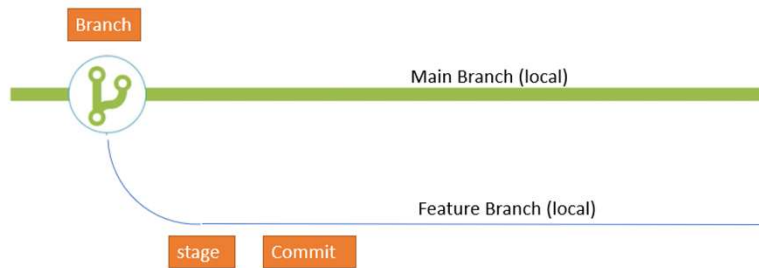 Branch
Main Branch (local)
Feature Branch (local)
stage
Commit